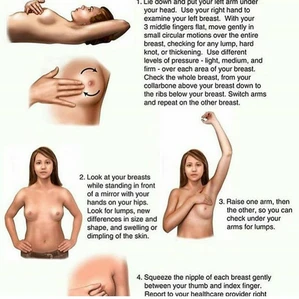 1. Lie down and put your left arm under
your head. Use your right hand to
examine your left breast. With your
3 middle fingers flat, move gently in
small circular motions over the entire
breast, checking for any lump, hard
knot, or thickening. Use different
levels of pressure - light, medium, and
firm - over each area of your breast.
Check the whole breast, from your
collarbone above your breast down to
the ribs below your breast. Switch arms
and repeat on the other breast.
2. Look at your breasts
while standing in front
of a mirror with your
hands on your hips.
Look for lumps, new
differences in size and
shape, and swelling or
dimpling of the skin.
3. Raise one arm, then
the other, so you can
check under your
arms for lumps.
4. Squeeze the nipple of each breast gently
between your thumb and index finger.
Report to your healthcare provider right